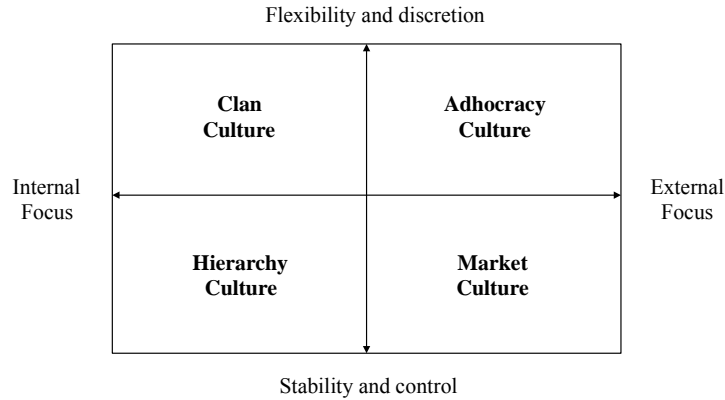 Flexibility and discretion
Clan
Culture
Adhocracy
Culture
Internal
Focus
External
Focus
Hierarchy
Culture
Market
Culture
Stability and control